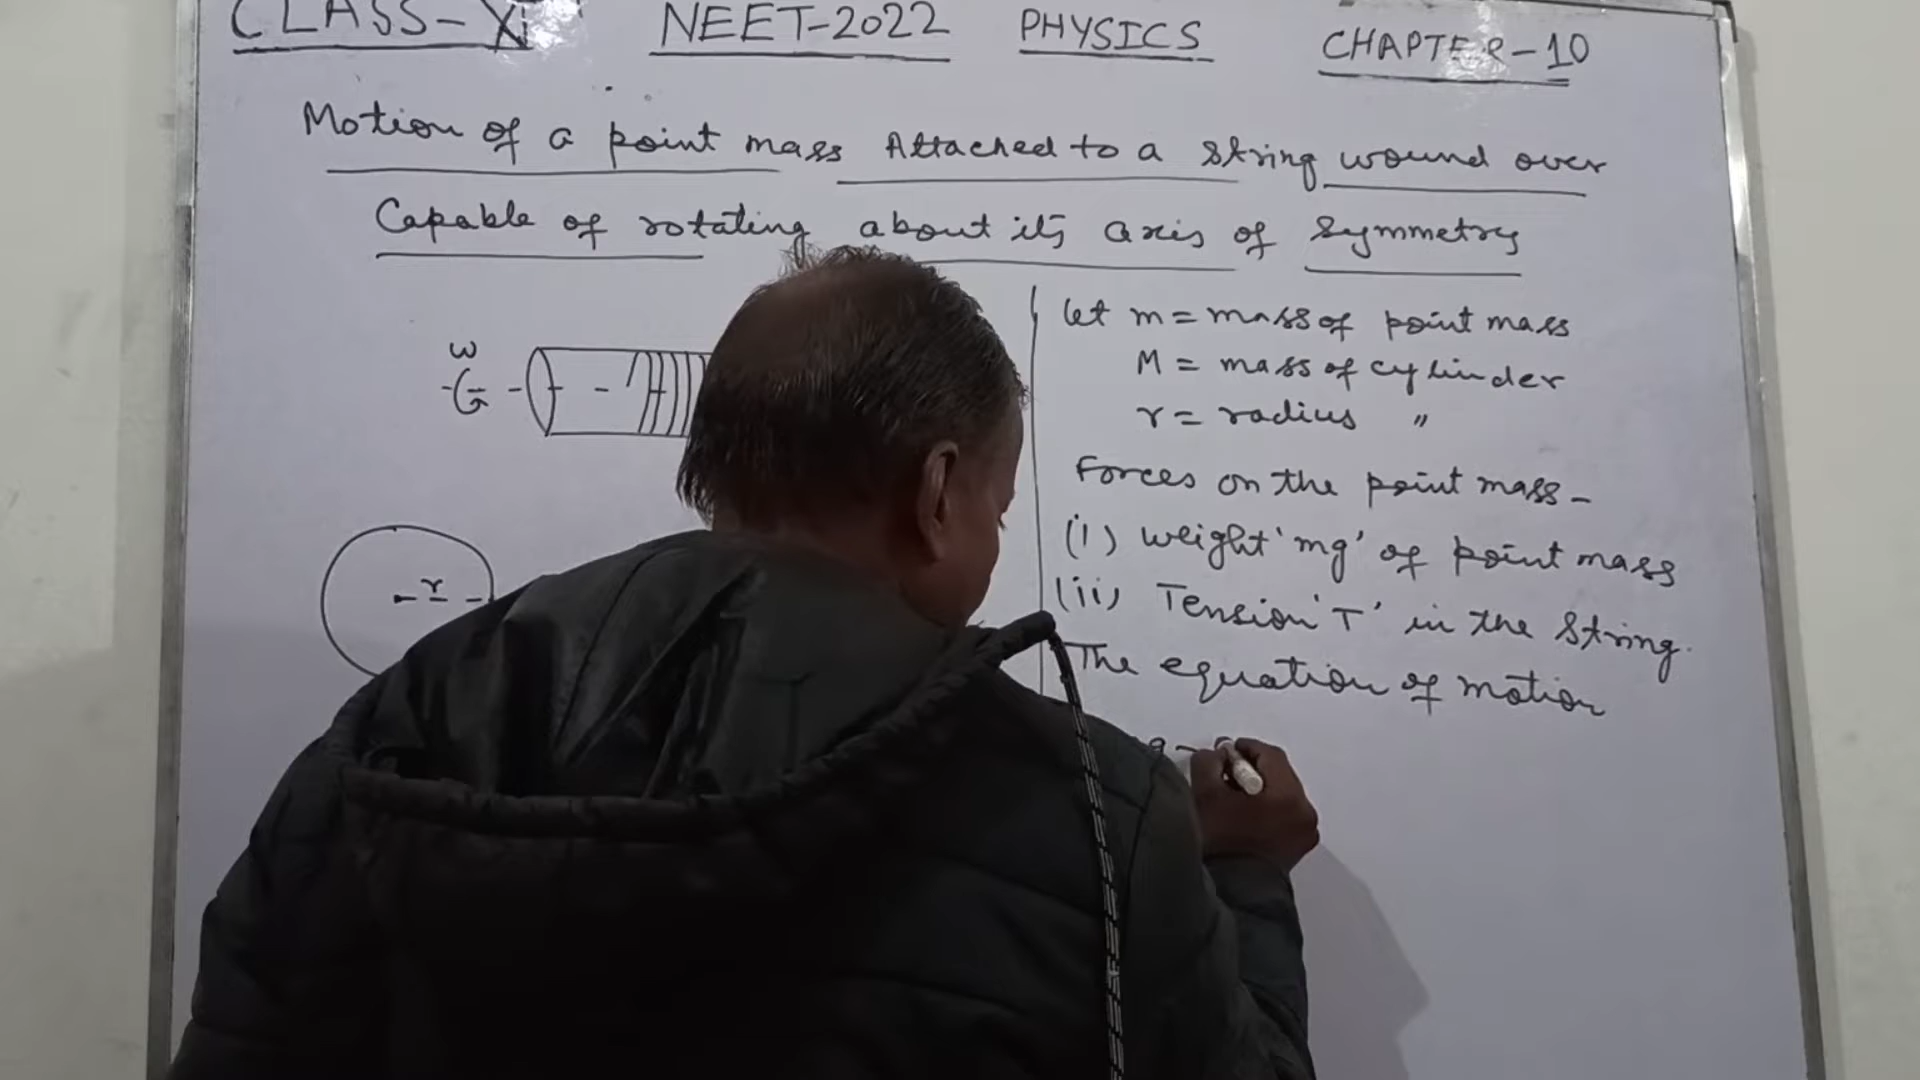 CLASS-XI NEET-2022 PHYSICS CHAPTER-10
Motion of a point mass Attached to a string wound over
Capable of rotating about its axis of symmetry
ω
r
let m = mass of point mass
M = mass of cylinder
r = radius "
Forces on the point mass-
(i) weight 'mg' of point mass
(ii) Tension 'T' in the string.
The equation of motion